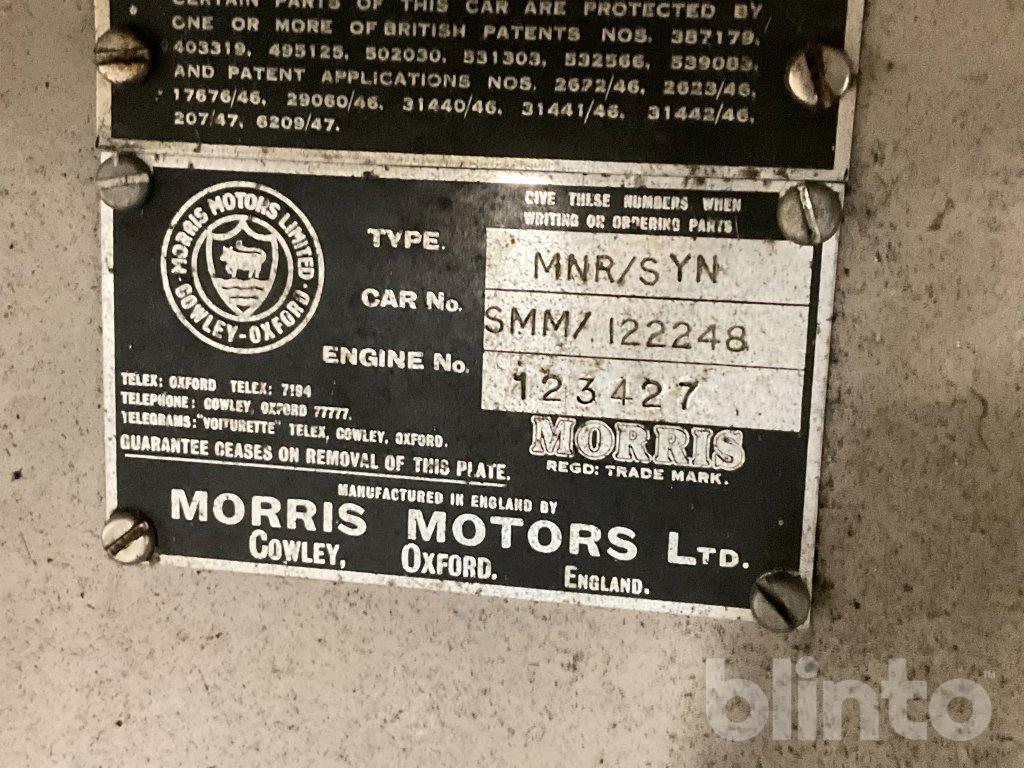 CERTAIN PARTS OF THIS CAR ARE PROTECTED BY
ONE OR MORE OF BRITISH PATENTS NOS. 387179,
403319, 495125, 502030, 531303, 532566, 539083,
AND PATENT APPLICATIONS NOS. 2672/46, 2623/46,
17676/46, 29060/46, 31440/46, 31441/46, 31442/46,
207/47, 6209/47.
MORRIS MOTORS LIMITED
COWLEY-OXFORD
GIVE THESE NUMBERS WHEN
WRITING OR ORDERING PARTS
TYPE. MNR/SYN
CAR No. SMM/ 122248
ENGINE No. 123427
TELEX: OXFORD TELEX: 7194
TELEPHONE: COWLEY, OXFORD 77777.
TELEGRAMS: "VOITURETTE" TELEX, COWLEY, OXFORD.
GUARANTEE CEASES ON REMOVAL OF THIS PLATE.
MORRIS
REGD: TRADE MARK.
MANUFACTURED IN ENGLAND BY
MORRIS MOTORS LTD.
COWLEY, OXFORD. ENGLAND.
blinto™